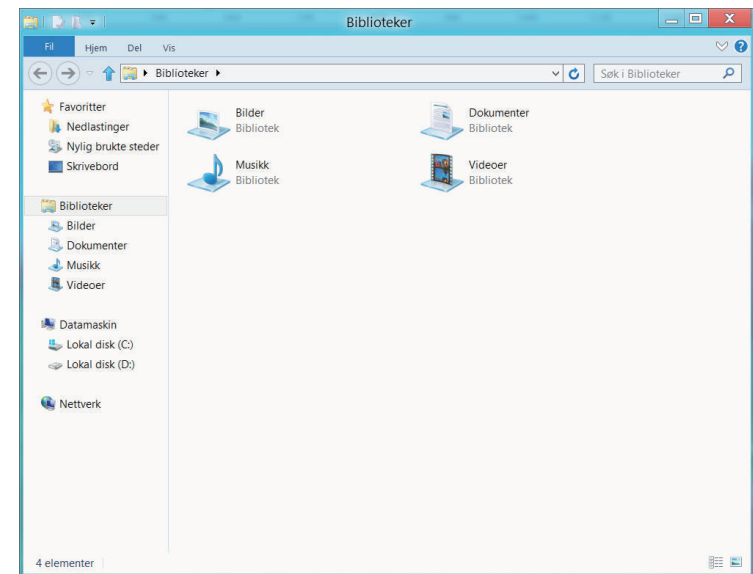 Biblioteker
Fil Hjem Del Vis
Biblioteker
Søk i Biblioteker
Favoritter
Nedlastinger
Nylig brukte steder
Skrivebord
Biblioteker
Bilder
Dokumenter
Musikk
Videoer
Datamaskin
Lokal disk (C:)
Lokal disk (D:)
Nettverk
Bilder
Bibliotek
Dokumenter
Bibliotek
Musikk
Bibliotek
Videoer
Bibliotek
4 elementer